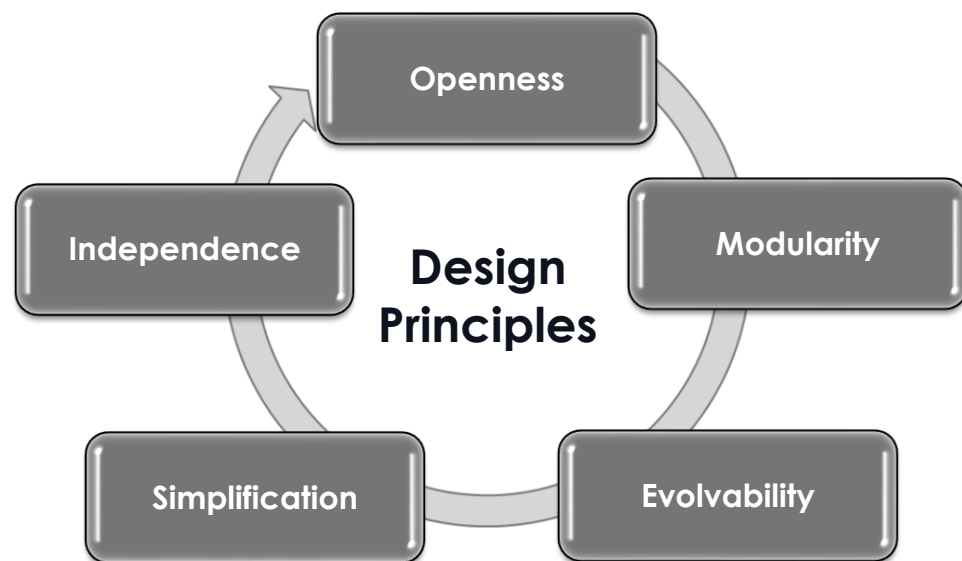 Openness
Modularity
Evolvability
Simplification
Independence
Design
Principles